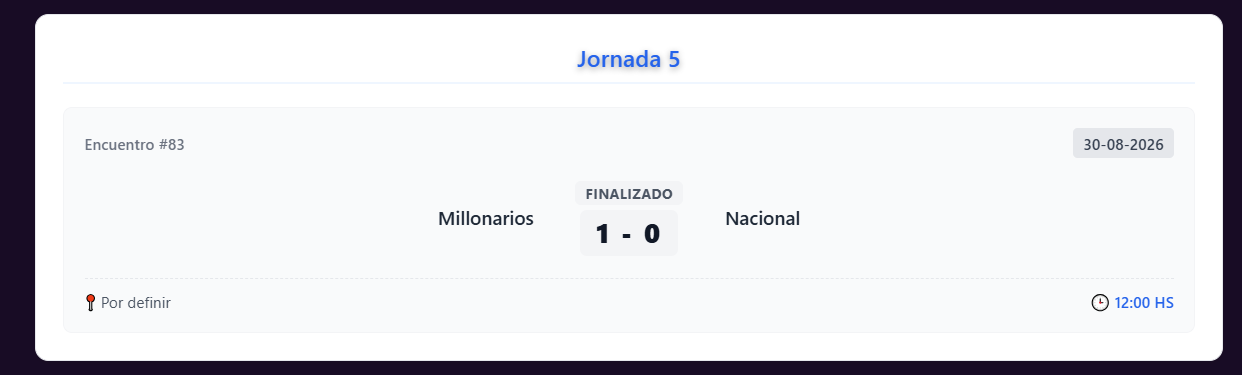 Jornada 5
Encuentro #83
30-08-2026
FINALIZADO
Millonarios
1 - 0
Nacional
Por definir
12:00 HS